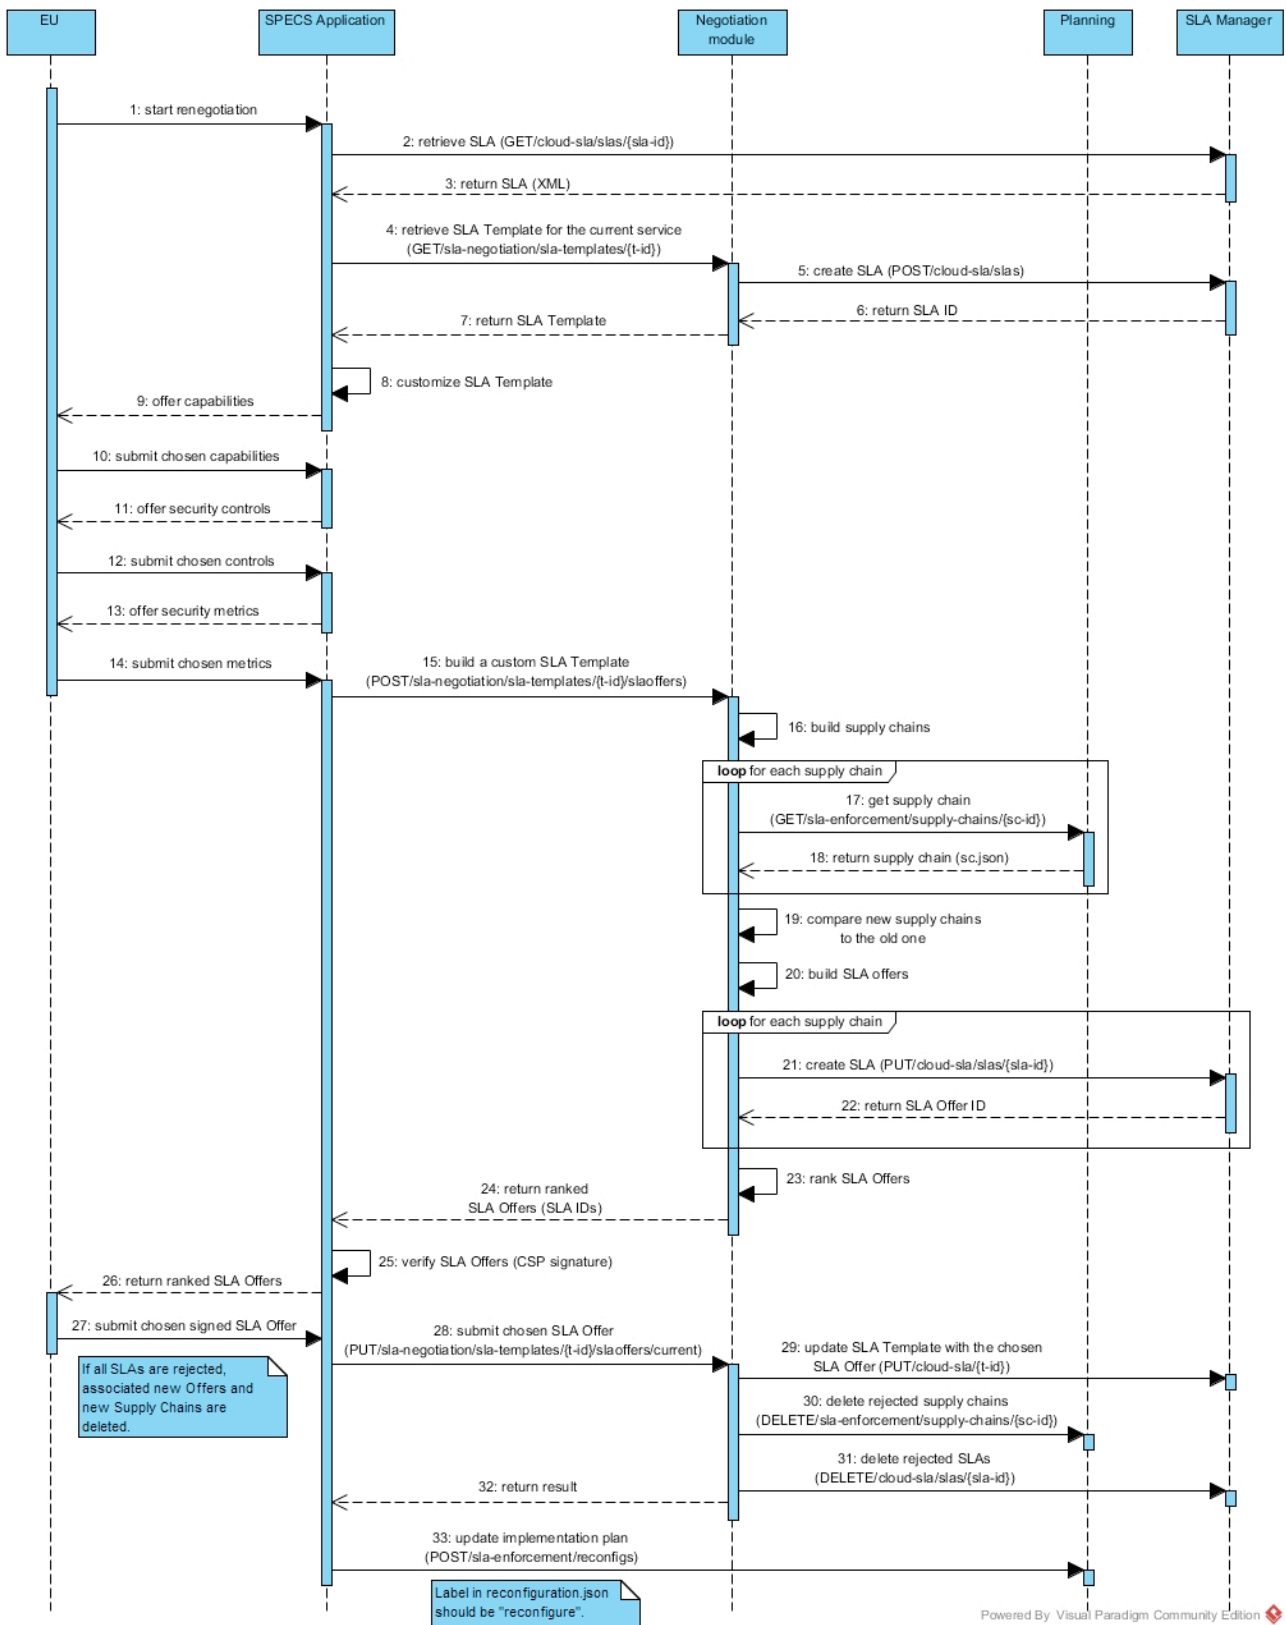 EU
SPECS Application
Negotiation
module
Planning
SLA Manager
1: start renegotiation
2: retrieve SLA (GET/cloud-sla/slas/{sla-id})
3: return SLA (XML)
4: retrieve SLA Template for the current service
(GET/sla-negotiation/sla-templates/{t-id})
5: create SLA (POST/cloud-sla/slas)
6: return SLA ID
7: return SLA Template
8: customize SLA Template
9: offer capabilities
10: submit chosen capabilities
11: offer security controls
12: submit chosen controls
13: offer security metrics
14: submit chosen metrics
15: build a custom SLA Template
(POST/sla-negotiation/sla-templates/{t-id}/slaoffers)
16: build supply chains
loop for each supply chain
17: get supply chain
(GET/sla-enforcement/supply-chains/{sc-id})
18: return supply chain (sc.json)
19: compare new supply chains
to the old one
20: build SLA offers
loop for each supply chain
21: create SLA (PUT/cloud-sla/slas/{sla-id})
22: return SLA Offer ID
23: rank SLA Offers
24: return ranked
SLA Offers (SLA IDs)
25: verify SLA Offers (CSP signature)
26: return ranked SLA Offers
27: submit chosen signed SLA Offer
28: submit chosen SLA Offer
(PUT/sla-negotiation/sla-templates/{t-id}/slaoffers/current)
29: update SLA Template with the chosen
SLA Offer (PUT/cloud-sla/{t-id})
If all SLAs are rejected,
associated new Offers and
new Supply Chains are
deleted.
30: delete rejected supply chains
(DELETE/sla-enforcement/supply-chains/{sc-id})
31: delete rejected SLAs
(DELETE/cloud-sla/slas/{sla-id})
32: return result
33: update implementation plan
(POST/sla-enforcement/reconfigs)
Label in reconfiguration.json
should be "reconfigure".
Powered By Visual Paradigm Community Edition